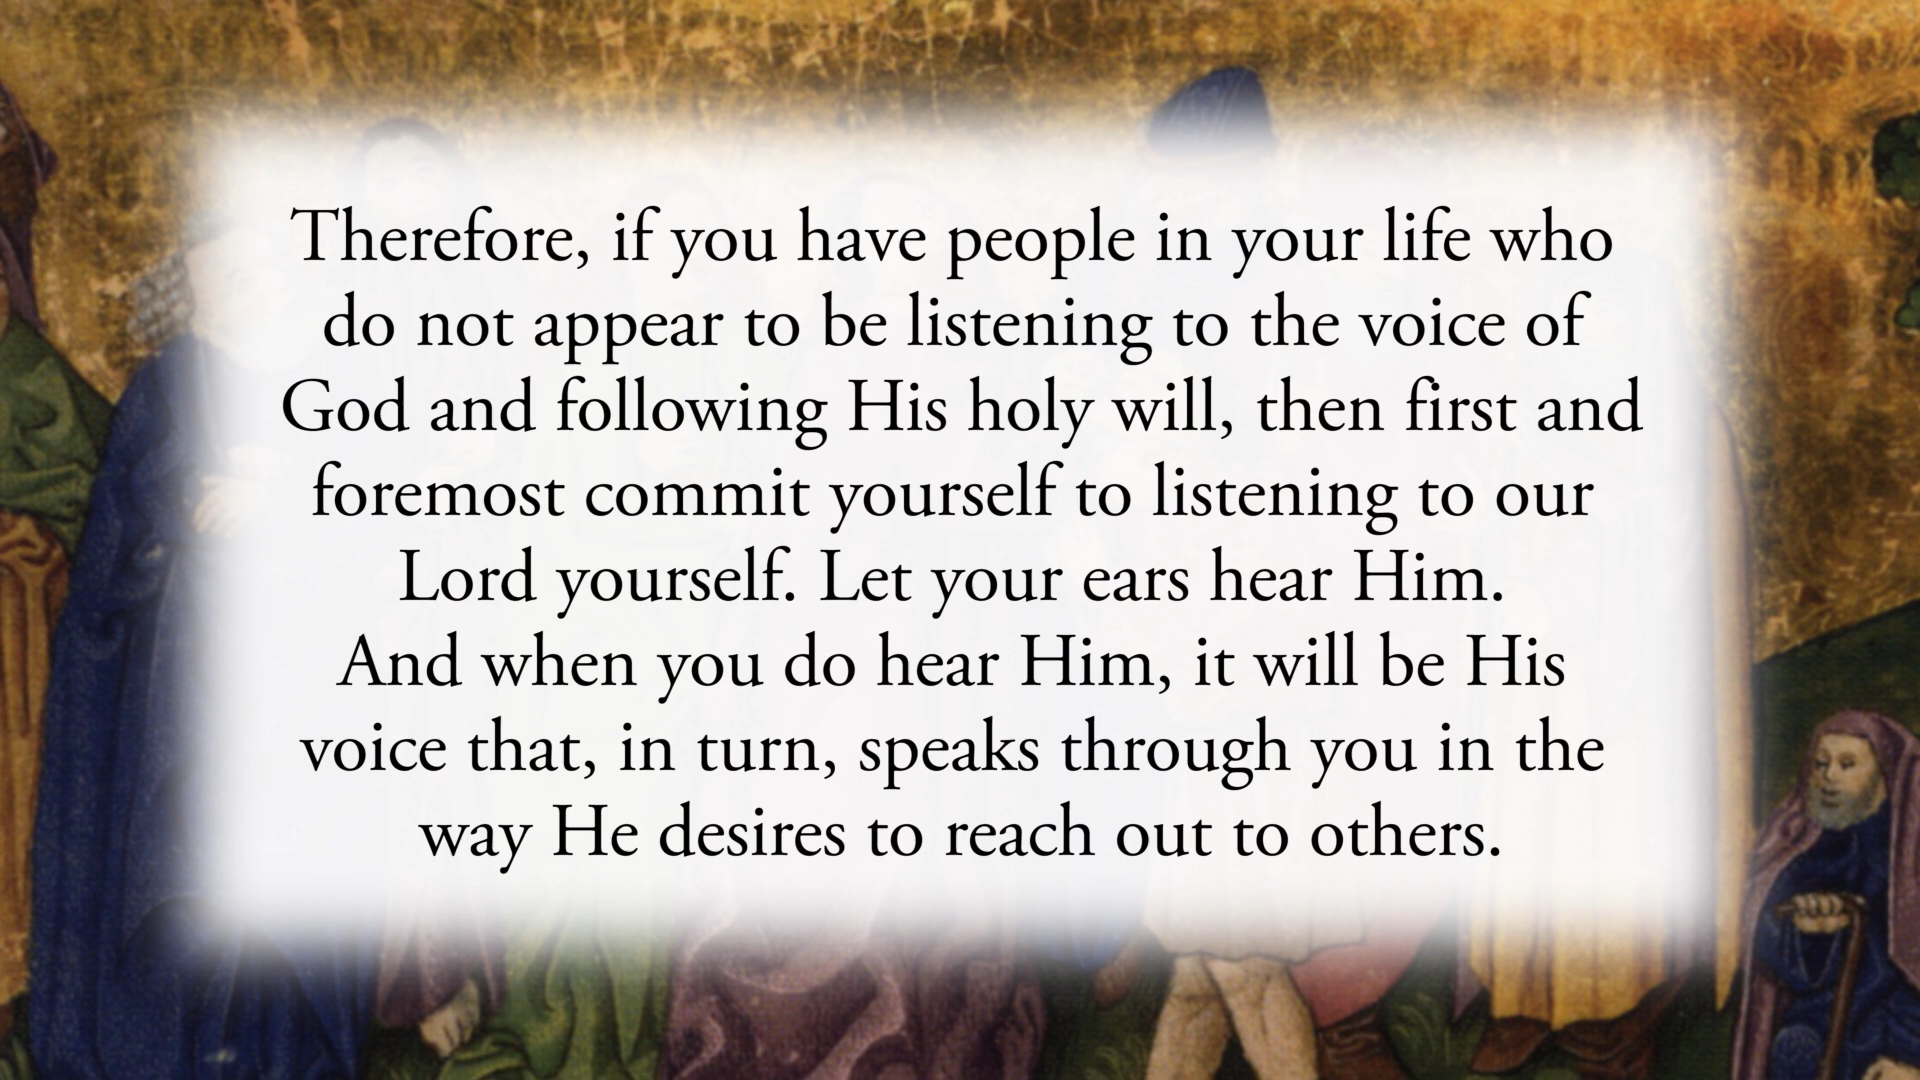 Therefore, if you have people in your life who
do not appear to be listening to the voice of
God and following His holy will, then first and
foremost commit yourself to listening to our
Lord yourself. Let your ears hear Him.
And when you do hear Him, it will be His
voice that, in turn, speaks through you in the
way He desires to reach out to others.